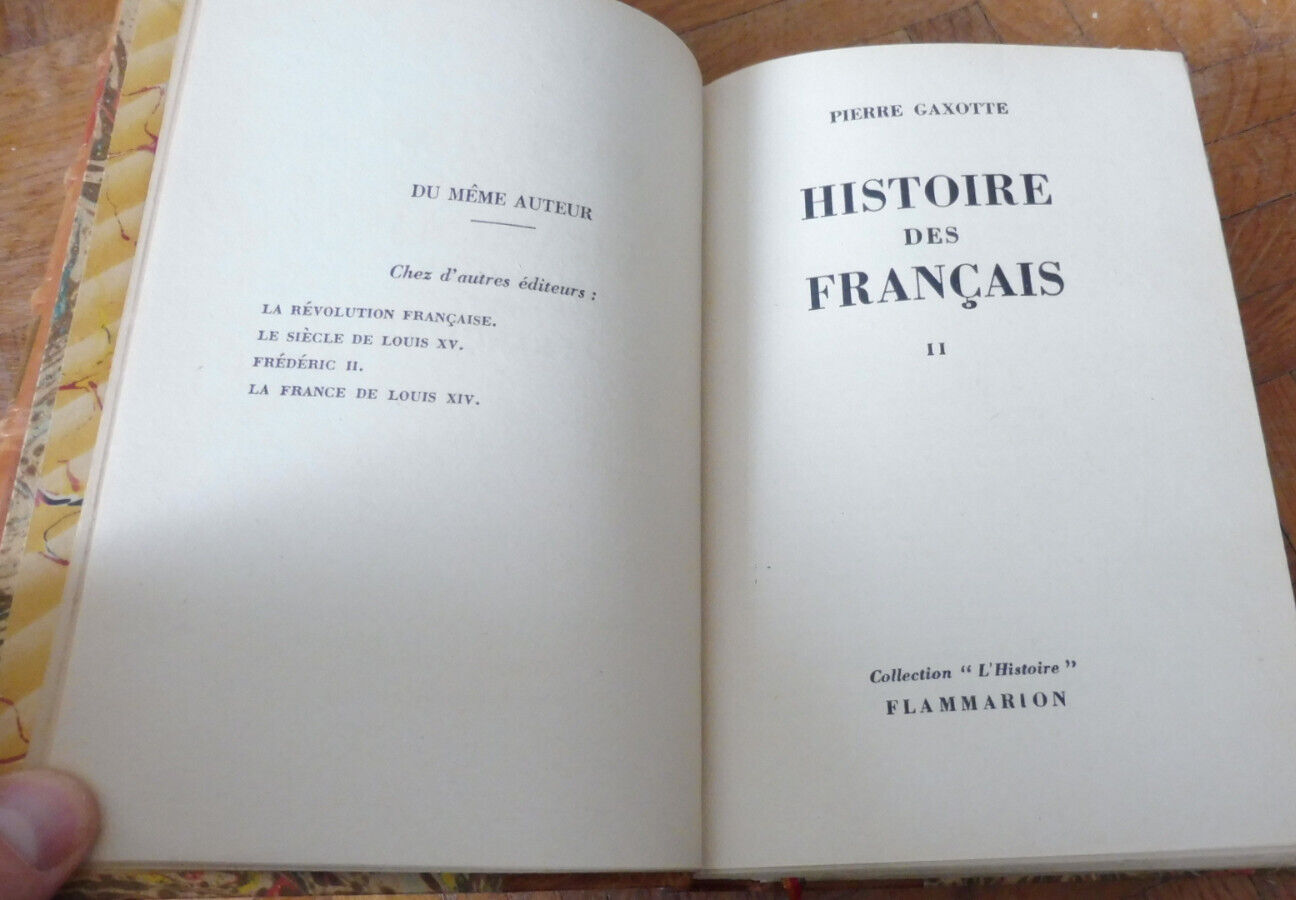 DU MÊME AUTEUR
Chez d'autres éditeurs :
LA RÉVOLUTION FRANÇAISE.
LE SIÈCLE DE LOUIS XV.
FRÉDÉRIC II.
LA FRANCE DE LOUIS XIV.
PIERRE GAXOTTE
HISTOIRE
DES
FRANÇAIS
II
Collection “ L'Histoire ”
FLAMMARION